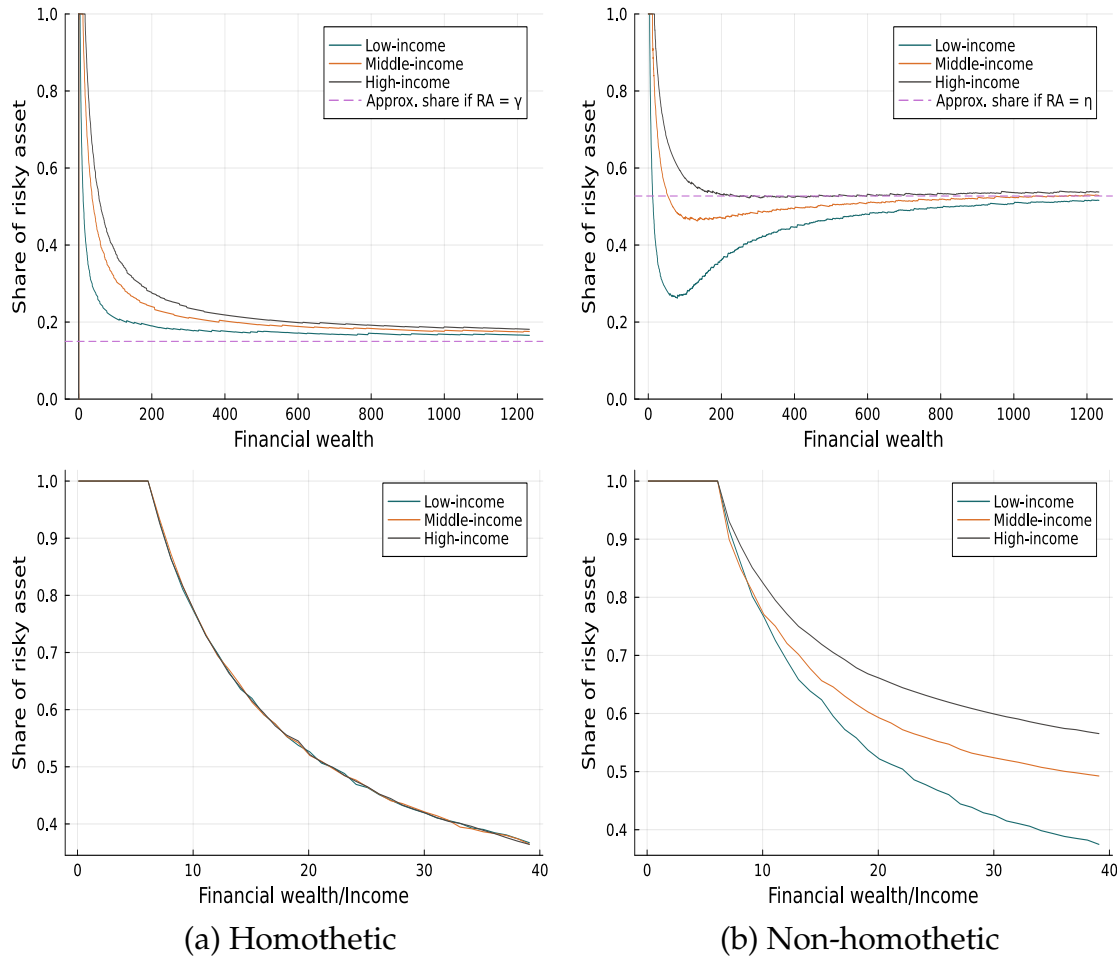 Share of risky asset
1.0
0.8
0.6
0.4
0.2
0.0
Low-income
Middle-income
High-income
Approx. share if RA = γ
0 200 400 600 800 1000 1200
Financial wealth
Share of risky asset
1.0
0.8
0.6
0.4
0.2
0.0
Low-income
Middle-income
High-income
Approx. share if RA = η
0 200 400 600 800 1000 1200
Financial wealth
Share of risky asset
1.0
0.9
0.8
0.7
0.6
0.5
0.4
Low-income
Middle-income
High-income
0 10 20 30 40
Financial wealth/Income
Share of risky asset
1.0
0.9
0.8
0.7
0.6
0.5
0.4
Low-income
Middle-income
High-income
0 10 20 30 40
Financial wealth/Income
(a) Homothetic
(b) Non-homothetic